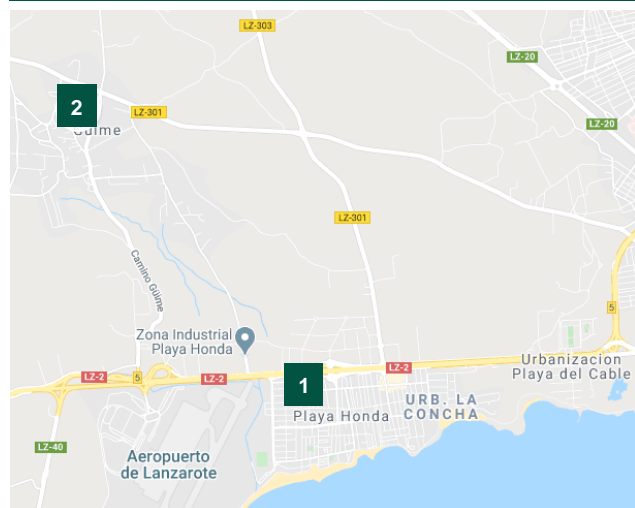 LZ-303
LZ-20
2
Güime
LZ-301
LZ-20
LZ-301
Camino Güime
5
Zona Industrial
Playa Honda
LZ-2
5
LZ-2
1
LZ-2
Urbanizacion
Playa del Cable
Playa Honda
URB. LA
CONCHA
LZ-40
Aeropuerto
de Lanzarote